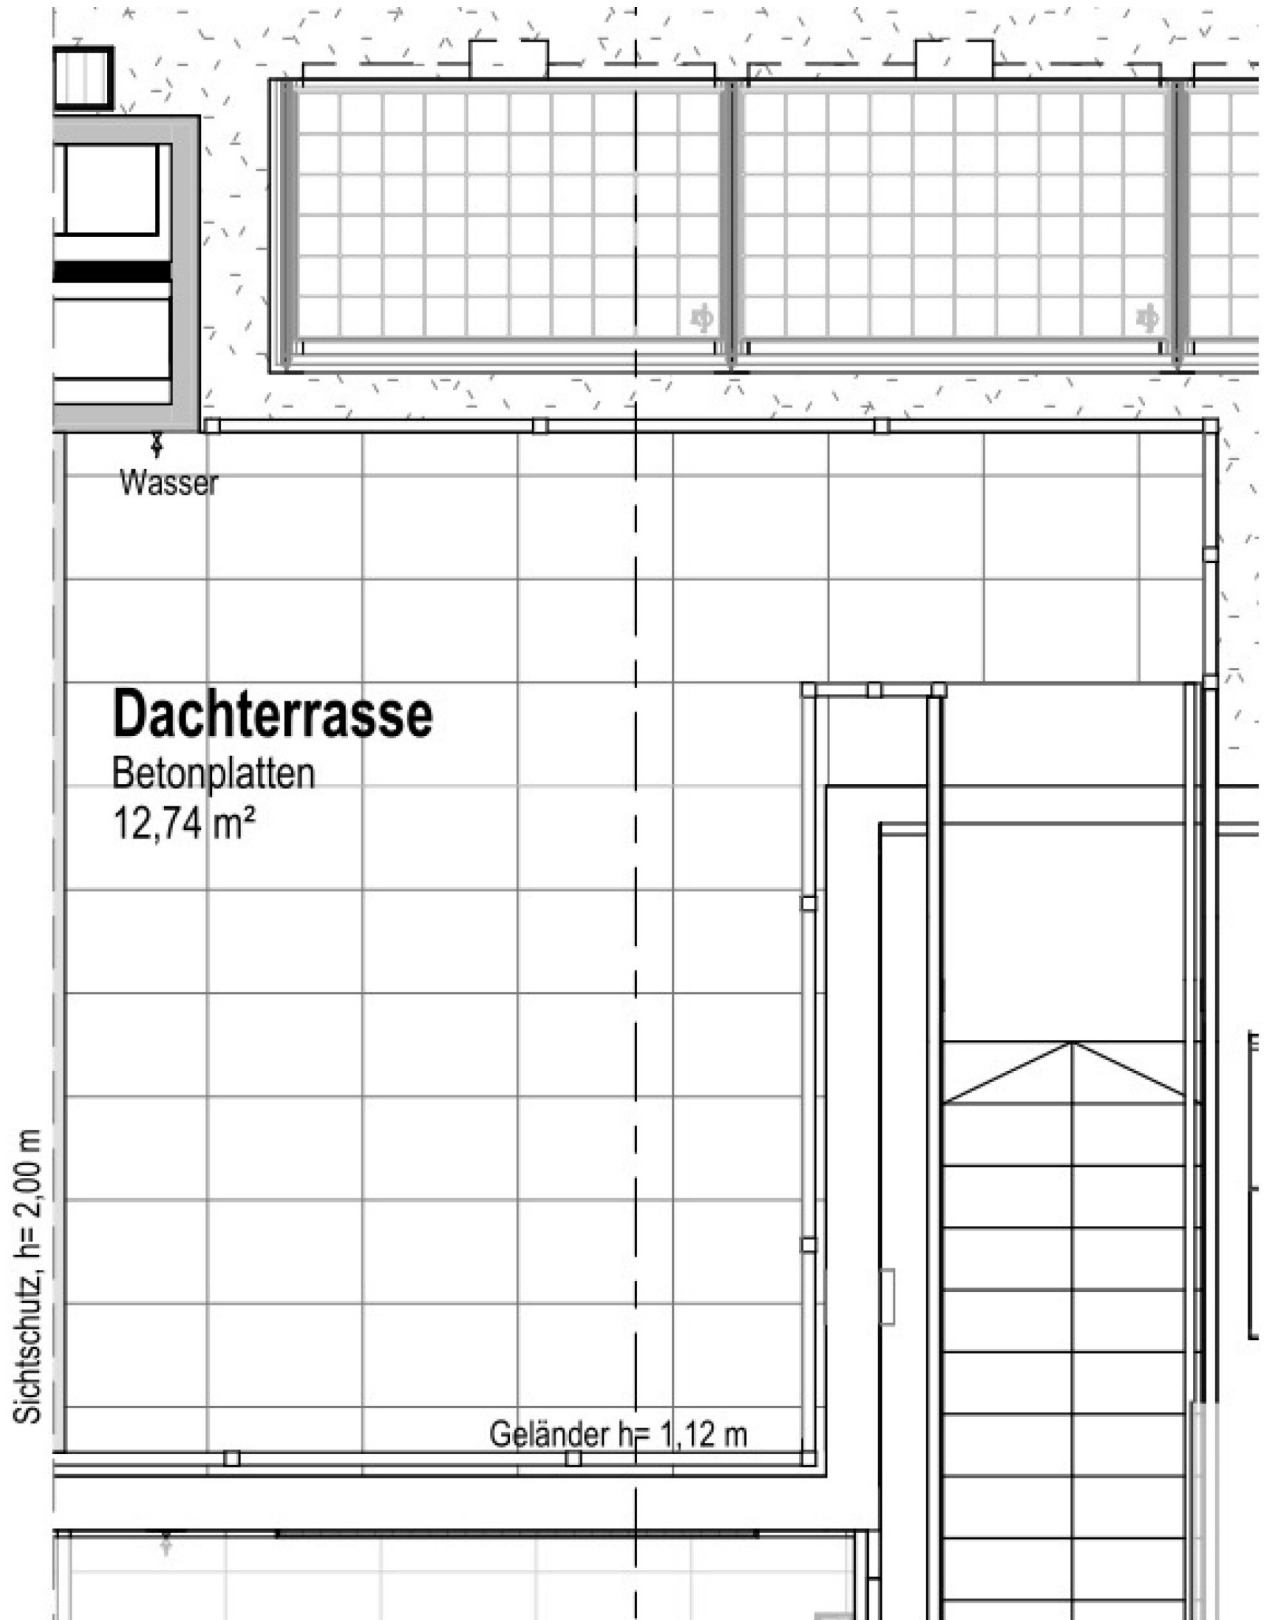 Wasser
Dachterrasse
Betonplatten
12,74 m²
Sichtschutz, h= 2,00 m
Geländer h= 1,12 m